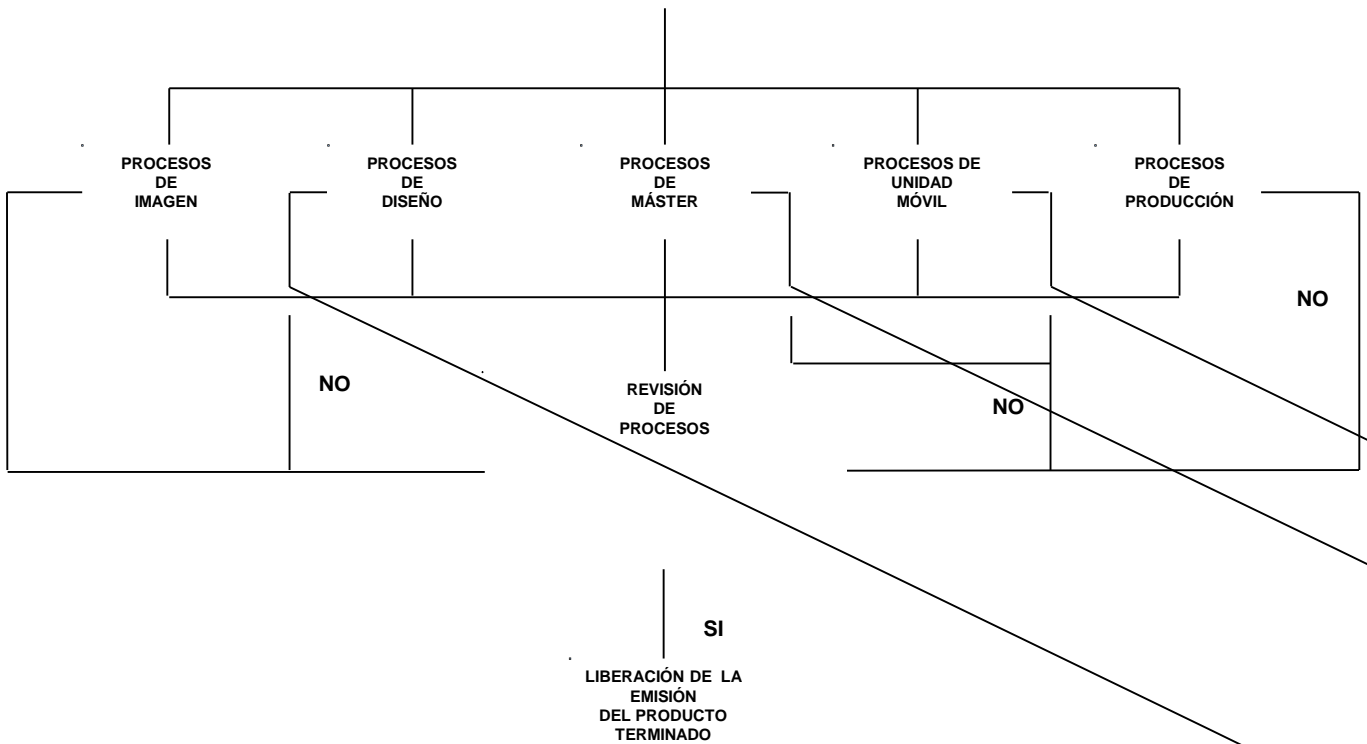 PROCESOS
DE
IMAGEN
PROCESOS
DE
DISEÑO
PROCESOS
DE
MÁSTER
PROCESOS DE
UNIDAD
MÓVIL
PROCESOS
DE
PRODUCCIÓN
NO
NO
REVISIÓN
DE
PROCESOS
NO
SI
LIBERACIÓN DE LA
EMISIÓN
DEL PRODUCTO
TERMINADO